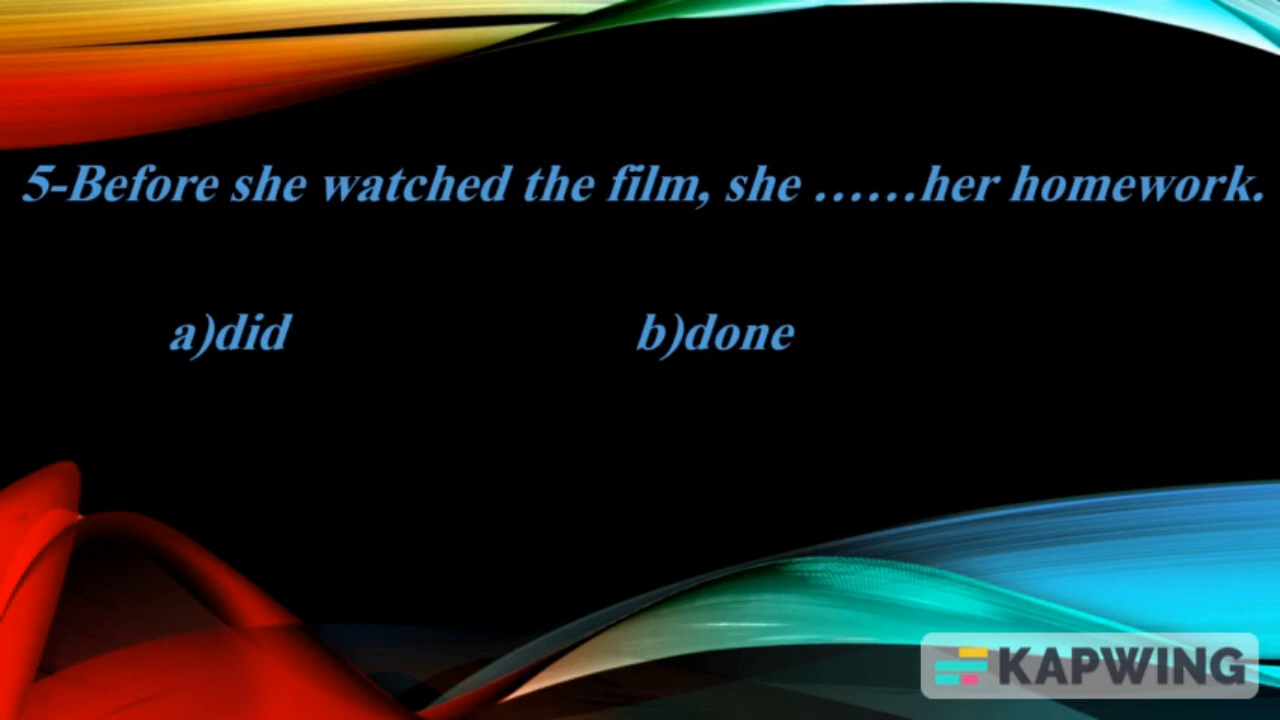 5-Before she watched the film, she ……her homework.
a)did b)done
KAPWING